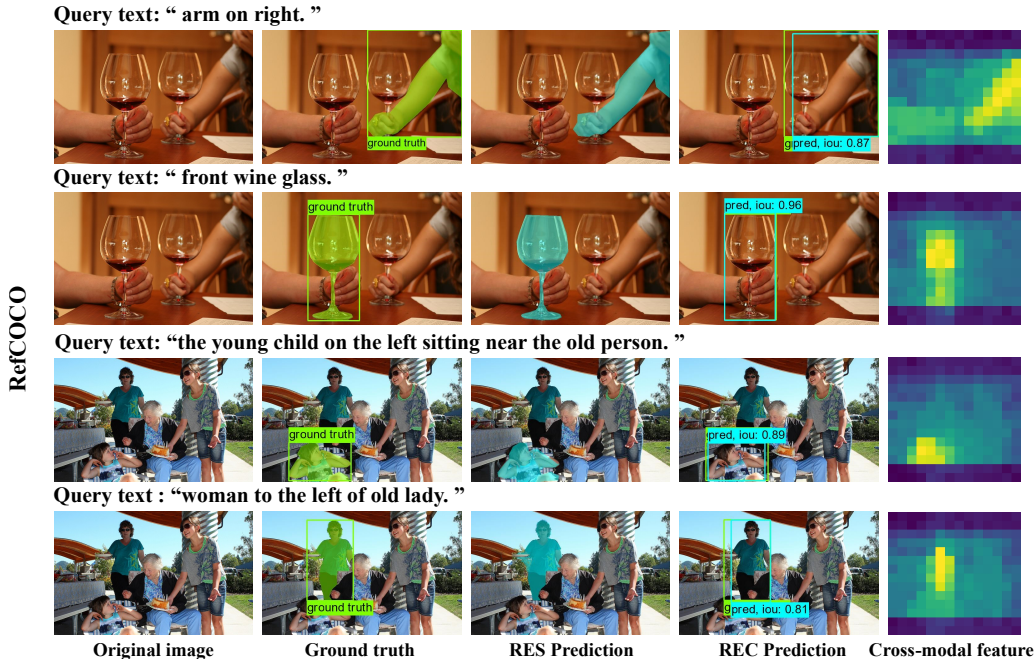 Query text: “ arm on right. ”
ground truth
pred, iou: 0.87
Query text: “ front wine glass. ”
ground truth
pred, iou: 0.96
RefCOCO
Query text: “the young child on the left sitting near the old person. ”
ground truth
pred, iou: 0.89
Query text : “woman to the left of old lady. ”
ground truth
pred, iou: 0.81
Original image Ground truth RES Prediction REC Prediction Cross-modal feature